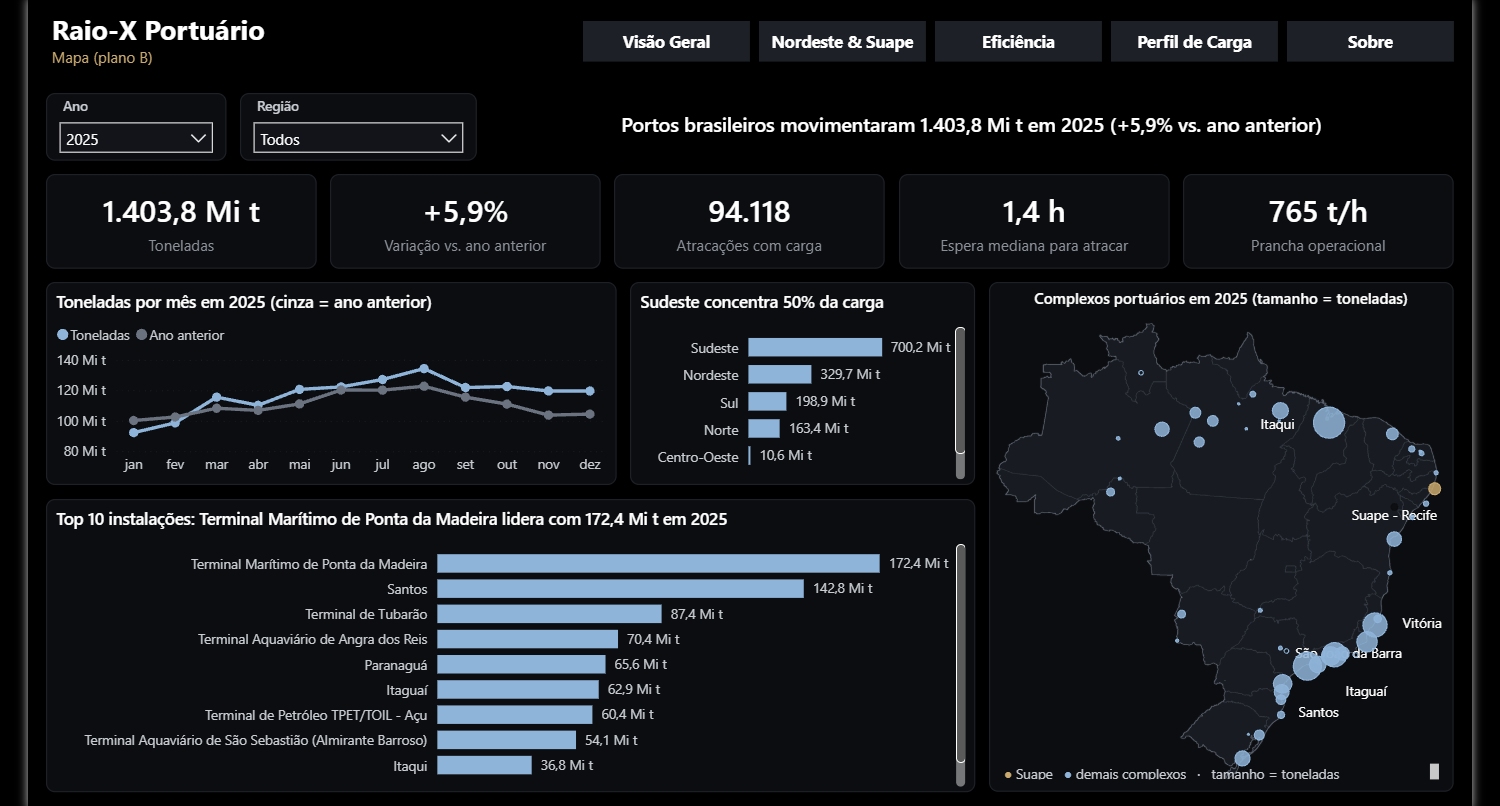 Raio-X Portuário
Mapa (plano B)
Visão Geral
Nordeste & Suape
Eficiência
Perfil de Carga
Sobre
Ano
2025
Região
Todos
Portos brasileiros movimentaram 1.403,8 Mi t em 2025 (+5,9% vs. ano anterior)
1.403,8 Mi t
Toneladas
+5,9%
Variação vs. ano anterior
94.118
Atracações com carga
1,4 h
Espera mediana para atracar
765 t/h
Prancha operacional
Toneladas por mês em 2025 (cinza = ano anterior)
Toneladas
Ano anterior
140 Mi t
120 Mi t
100 Mi t
80 Mi t
jan fev mar abr mai jun jul ago set out nov dez
Sudeste concentra 50% da carga
Sudeste 700,2 Mi t
Nordeste 329,7 Mi t
Sul 198,9 Mi t
Norte 163,4 Mi t
Centro-Oeste 10,6 Mi t
Top 10 instalações: Terminal Marítimo de Ponta da Madeira lidera com 172,4 Mi t em 2025
Terminal Marítimo de Ponta da Madeira 172,4 Mi t
Santos 142,8 Mi t
Terminal de Tubarão 87,4 Mi t
Terminal Aquaviário de Angra dos Reis 70,4 Mi t
Paranaguá 65,6 Mi t
Itaguaí 62,9 Mi t
Terminal de Petróleo TPET/TOIL - Açu 60,4 Mi t
Terminal Aquaviário de São Sebastião (Almirante Barroso) 54,1 Mi t
Itaqui 36,8 Mi t
Complexos portuários em 2025 (tamanho = toneladas)
Itaqui
Suape - Recife
Vitória
São da Barra
Itaguaí
Santos
Suape
demais complexos · tamanho = toneladas